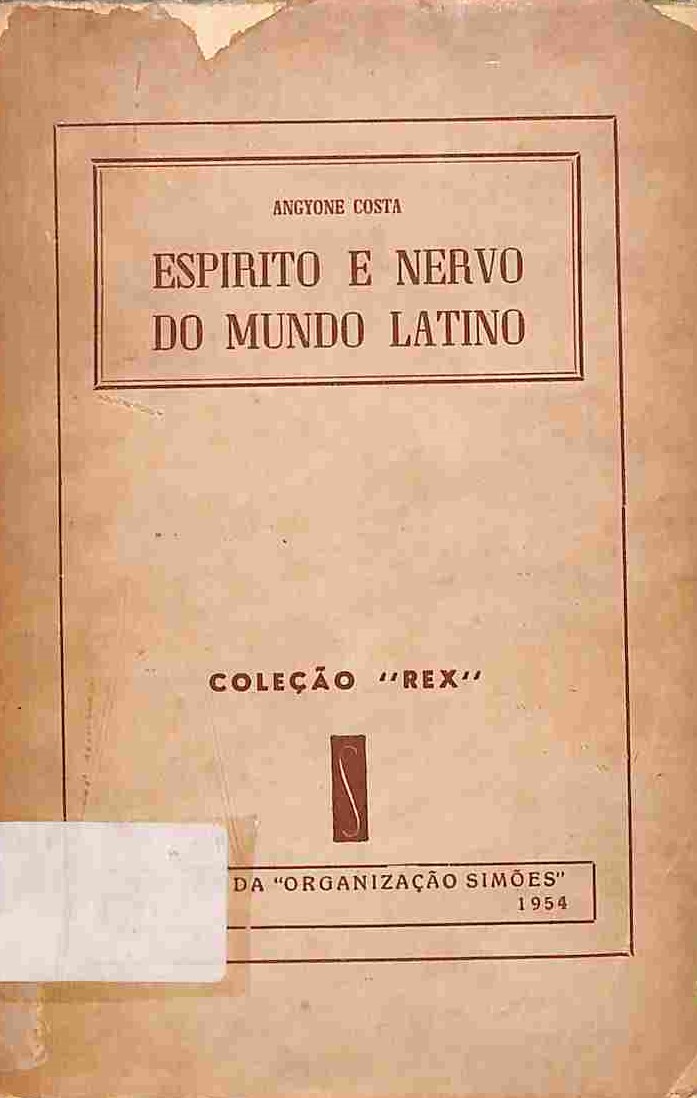 ANGYONE COSTA
ESPIRITO E NERVO
DO MUNDO LATINO
COLEÇÃO "REX"
S
DA "ORGANIZAÇÃO SIMÕES"
1954